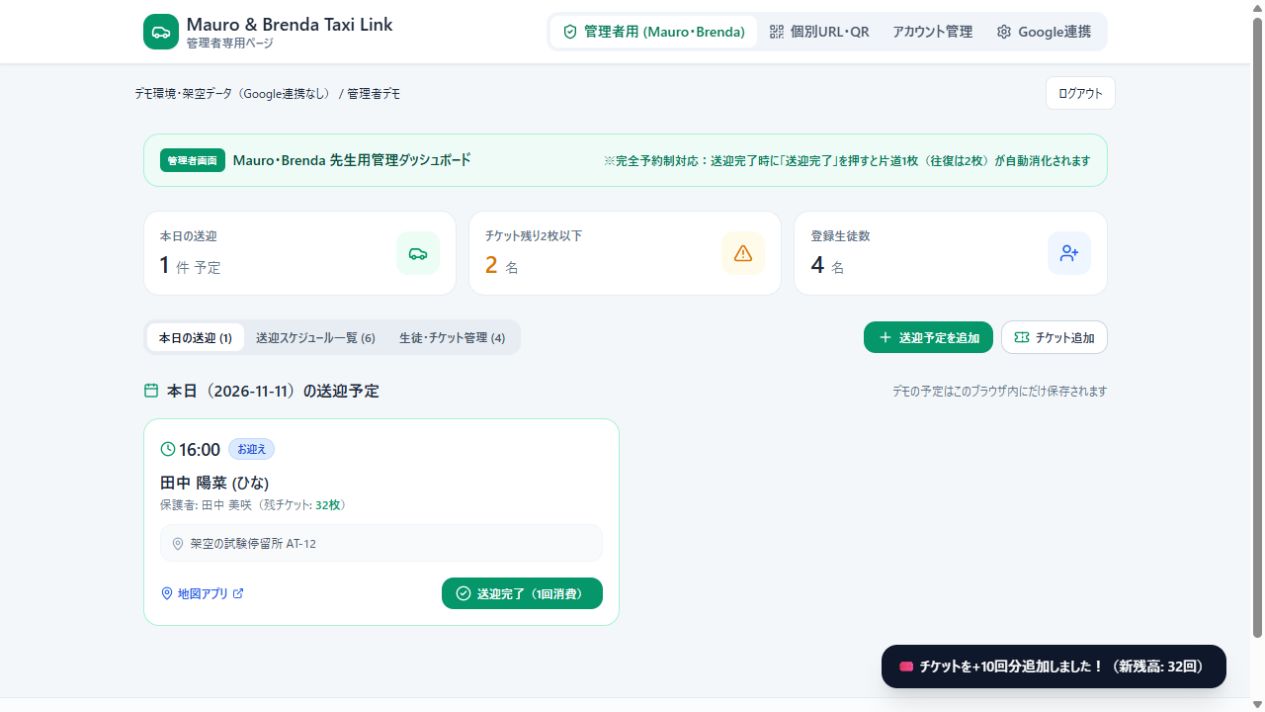 Mauro & Brenda Taxi Link
管理者専用ページ
管理者用 (Mauro・Brenda)
個別URL・QR
アカウント管理
Google連携
デモ環境・架空データ（Google連携なし） / 管理者デモ
ログアウト
管理者画面 Mauro・Brenda 先生用管理ダッシュボード
※完全予約制対応：送迎完了時に「送迎完了」を押すと片道1枚（往復は2枚）が自動消化されます
本日の送迎
1 件 予定
チケット残り2枚以下
2 名
登録生徒数
4 名
本日の送迎 (1)
送迎スケジュール一覧 (6)
生徒・チケット管理 (4)
＋ 送迎予定を追加
チケット追加
本日（2026-11-11）の送迎予定
デモの予定はこのブラウザ内にだけ保存されます
16:00 お迎え
田中 陽菜 (ひな)
保護者: 田中 美咲（残チケット: 32枚）
架空の試験停留所 AT-12
地図アプリ
送迎完了（1回消費）
チケットを+10回分追加しました！（新残高: 32回）